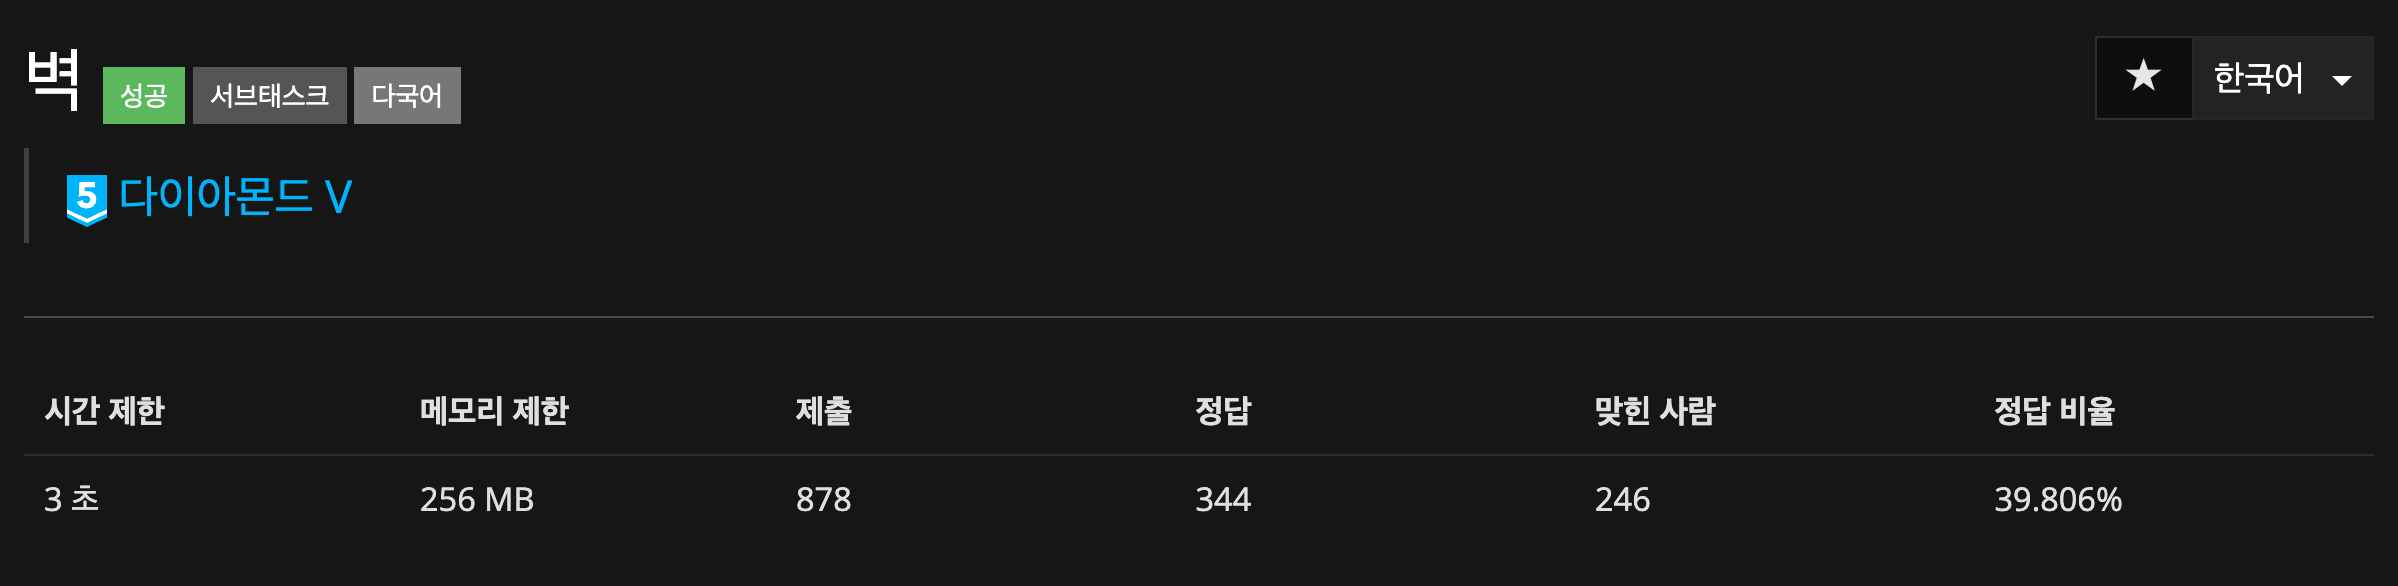 벽 성공 서브태스크 다국어 ★ 한국어
5 다이아몬드 V
시간 제한 메모리 제한 제출 정답 맞힌 사람 정답 비율
3 초 256 MB 878 344 246 39.806%